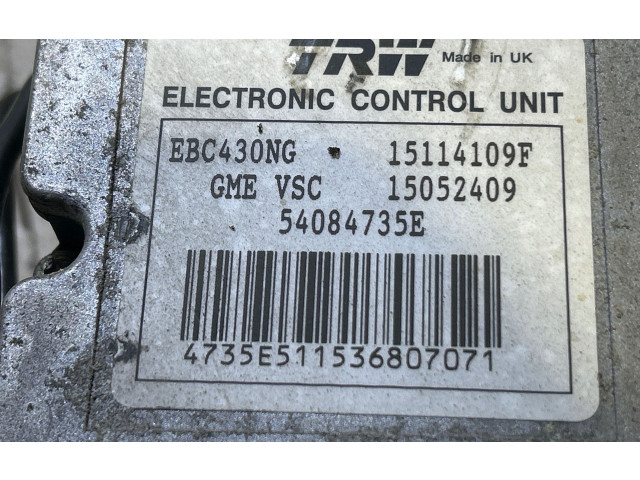 TRW Made in UK
ELECTRONIC CONTROL UNIT
EBC430NG 15114109F
GME VSC 15052409
54084735E
4735E511536807071